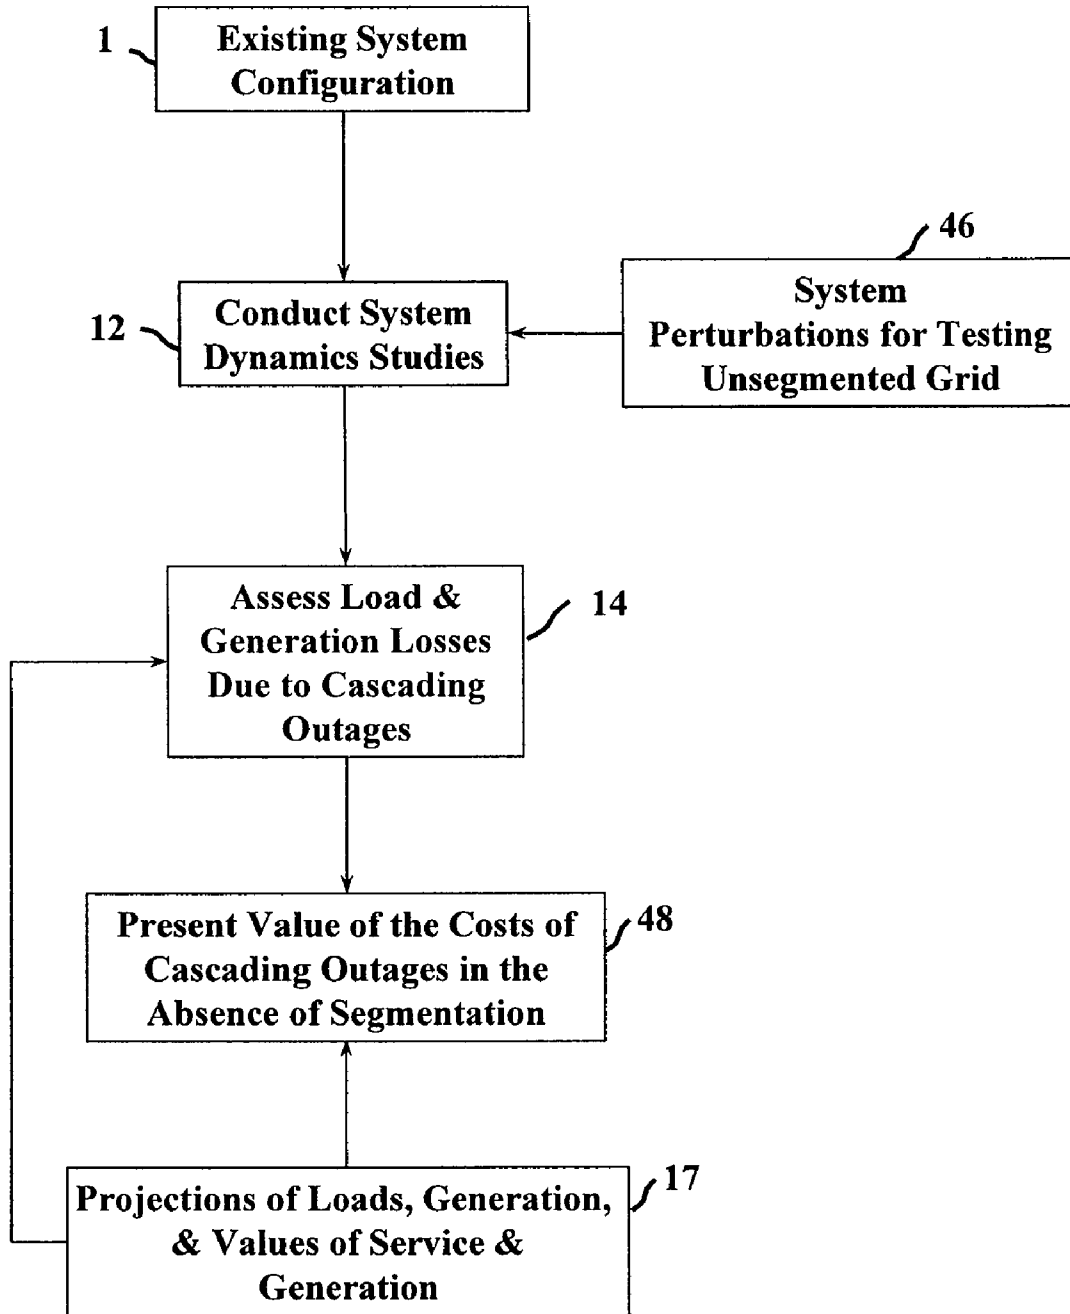 1
Existing System
Configuration
46
System
Perturbations for Testing
Unsegmented Grid
12
Conduct System
Dynamics Studies
14
Assess Load &
Generation Losses
Due to Cascading
Outages
48
Present Value of the Costs of
Cascading Outages in the
Absence of Segmentation
17
Projections of Loads, Generation,
& Values of Service &
Generation